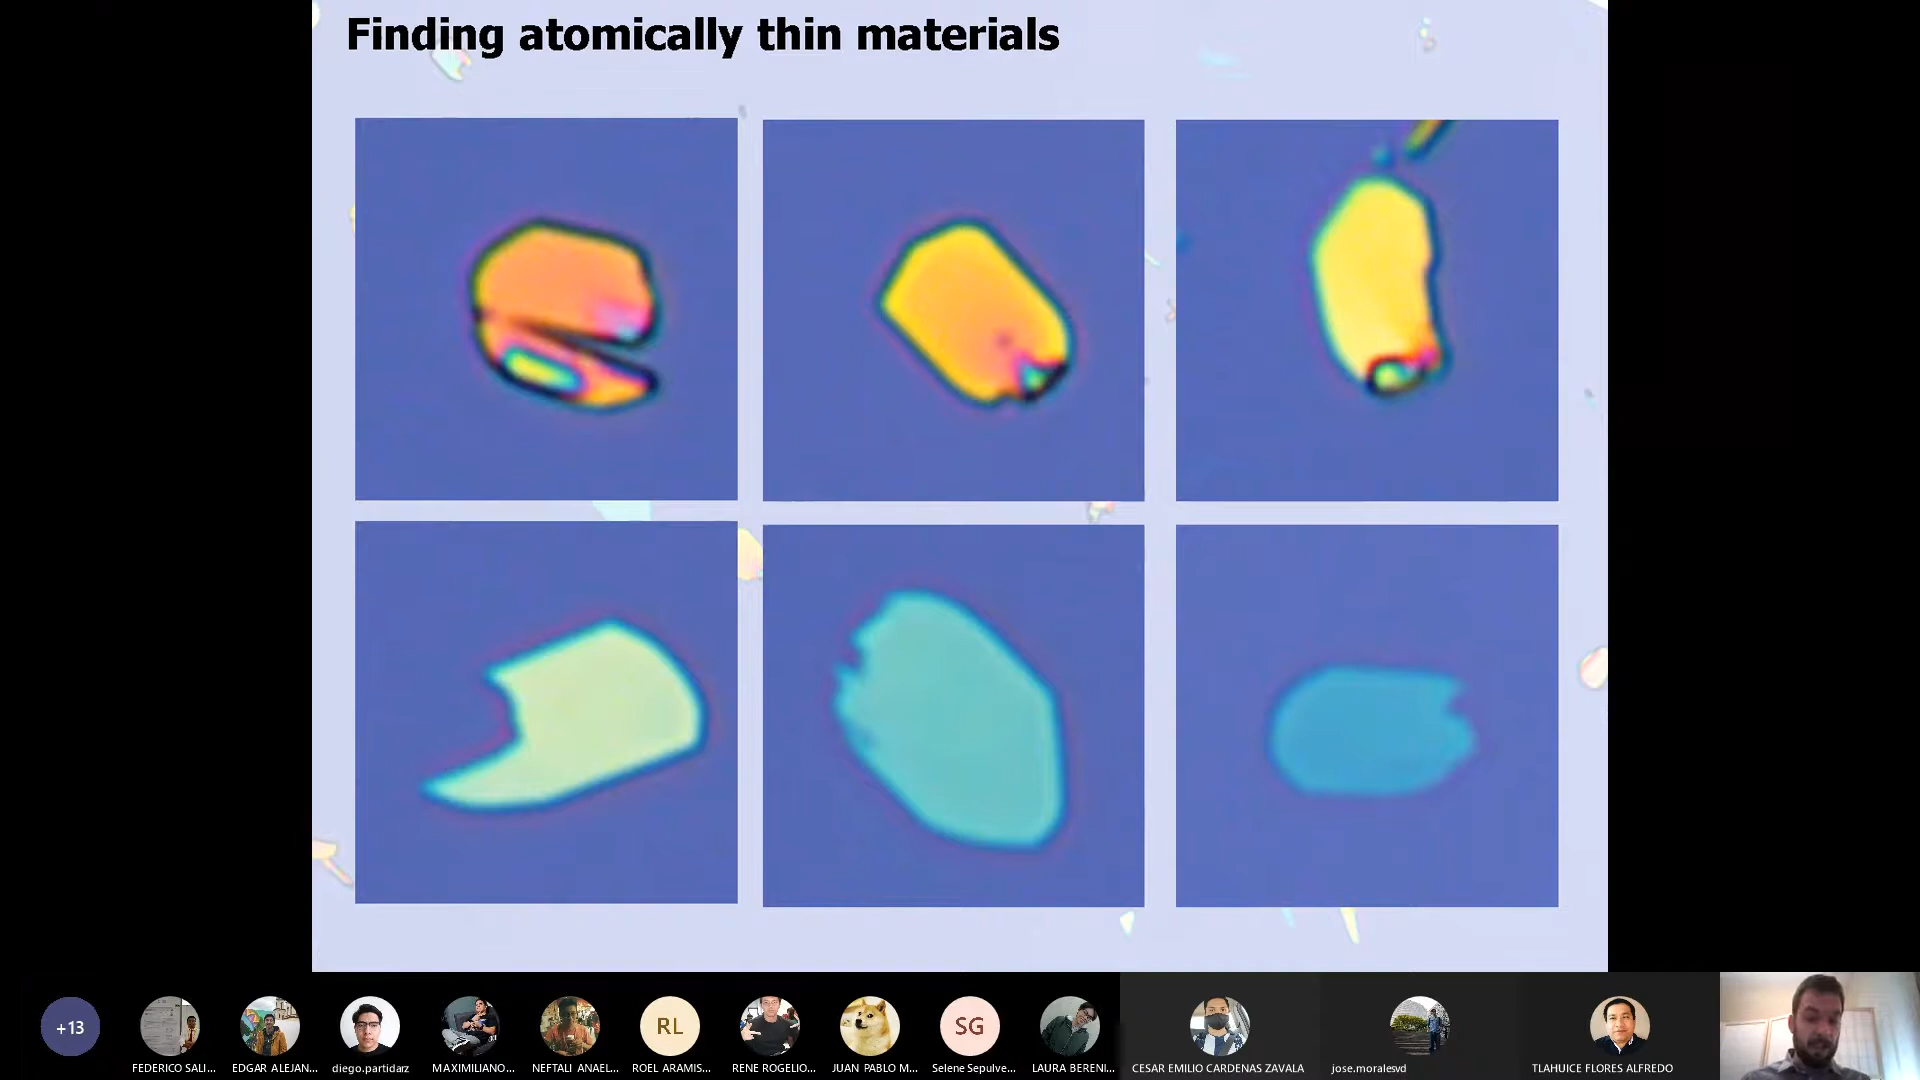 Finding atomically thin materials
+13
FEDERICO SALI...
EDGAR ALEJAN...
diego.partidarz
MAXIMILIANO...
NEFTALI ANAEL...
RL
ROEL ARAMIS...
RENE ROGELIO...
JUAN PABLO M...
SG
Selene Sepulve...
LAURA BERENI...
CESAR EMILIO CARDENAS ZAVALA
jose.moralesvd
TLAHUICE FLORES ALFREDO